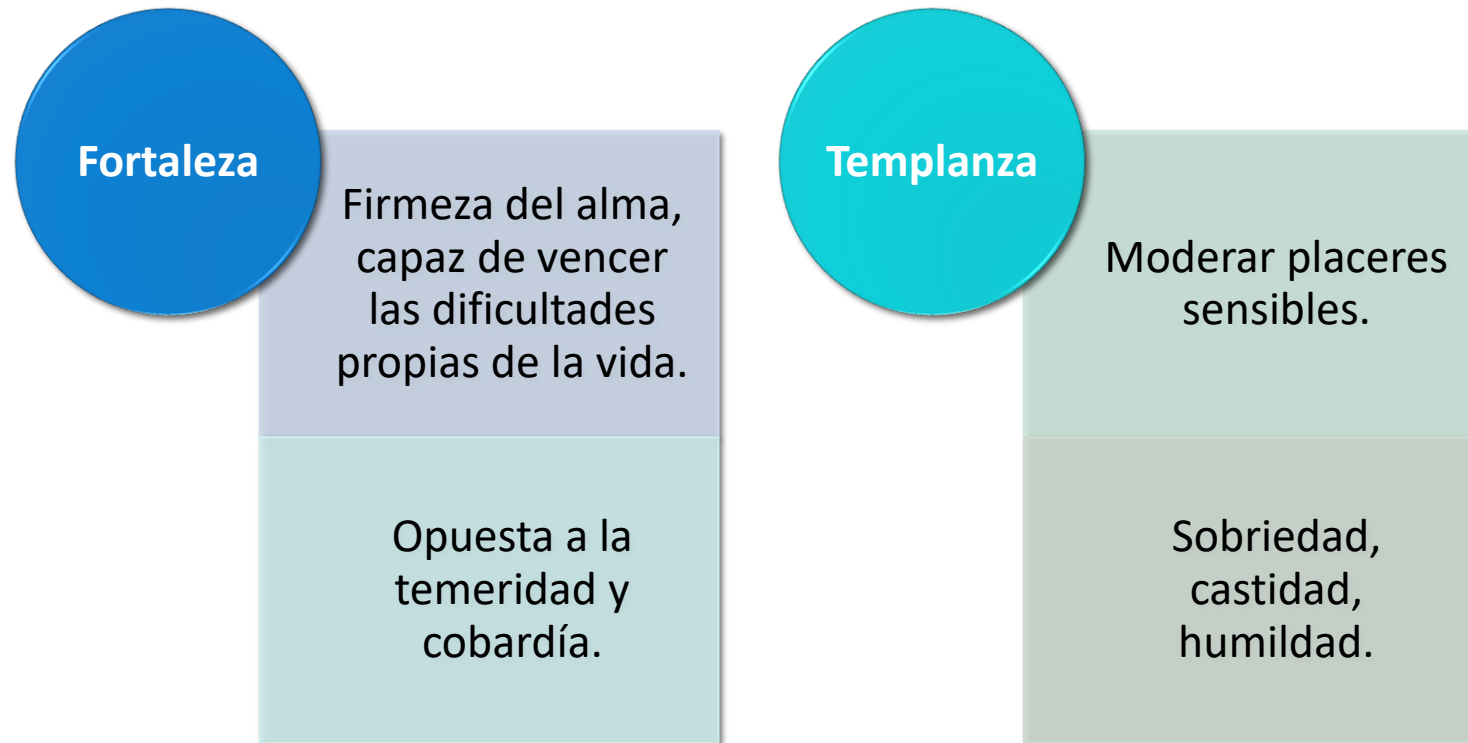 Fortaleza
Firmeza del alma,
capaz de vencer
las dificultades
propias de la vida.
Opuesta a la
temeridad y
cobardía.
Templanza
Moderar placeres
sensibles.
Sobriedad,
castidad,
humildad.